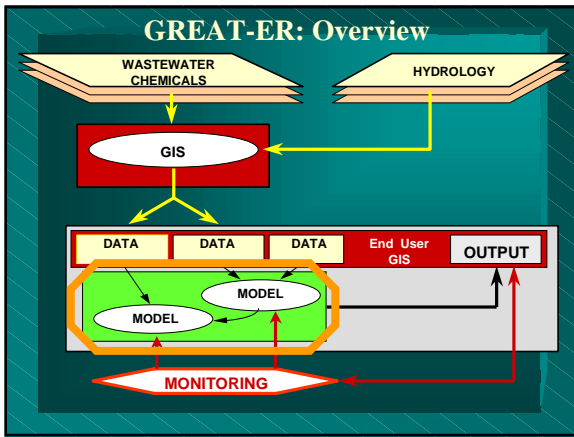 GREAT-ER: Overview
WASTEWATER
CHEMICALS
HYDROLOGY
GIS
DATA
DATA
DATA
End User
GIS
OUTPUT
MODEL
MODEL
MONITORING